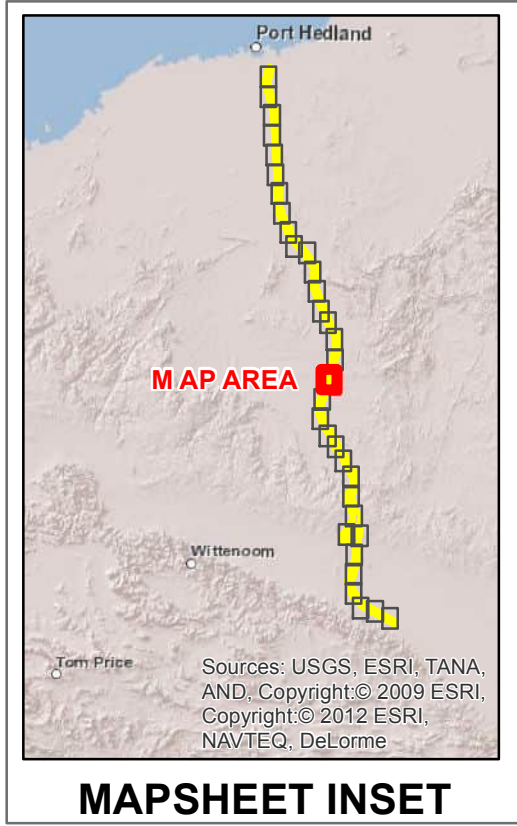 Port Hedland
M AP AREA
Wittenoom
Tom Price
Sources: USGS, ESRI, TANA,
AND, Copyright:© 2009 ESRI,
Copyright:© 2012 ESRI,
NAVTEQ, DeLorme
MAPSHEET INSET